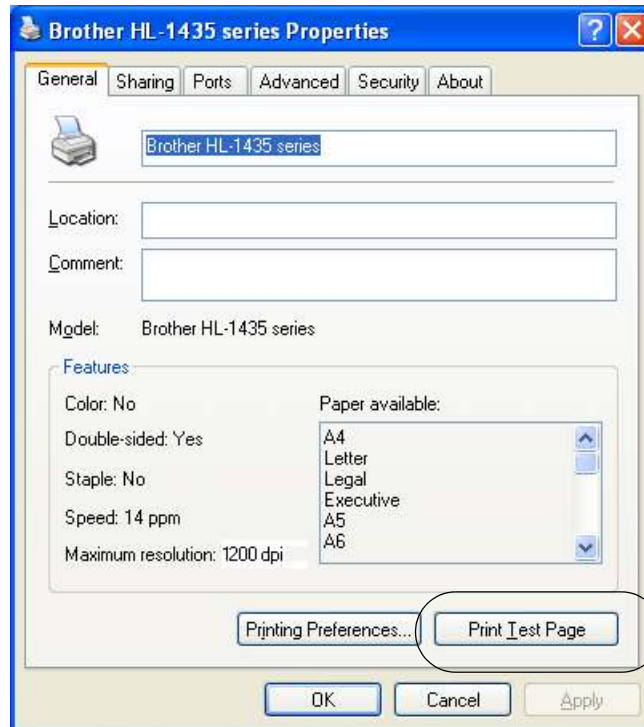 Brother HL-1435 series Properties
General Sharing Ports Advanced Security About
Brother HL-1435 series
Location:
Comment:
Model: Brother HL-1435 series
Features
Color: No
Double-sided: Yes
Staple: No
Speed: 14 ppm
Maximum resolution: 1200 dpi
Paper available:
A4
Letter
Legal
Executive
A5
A6
Printing Preferences... Print Test Page
OK Cancel Apply